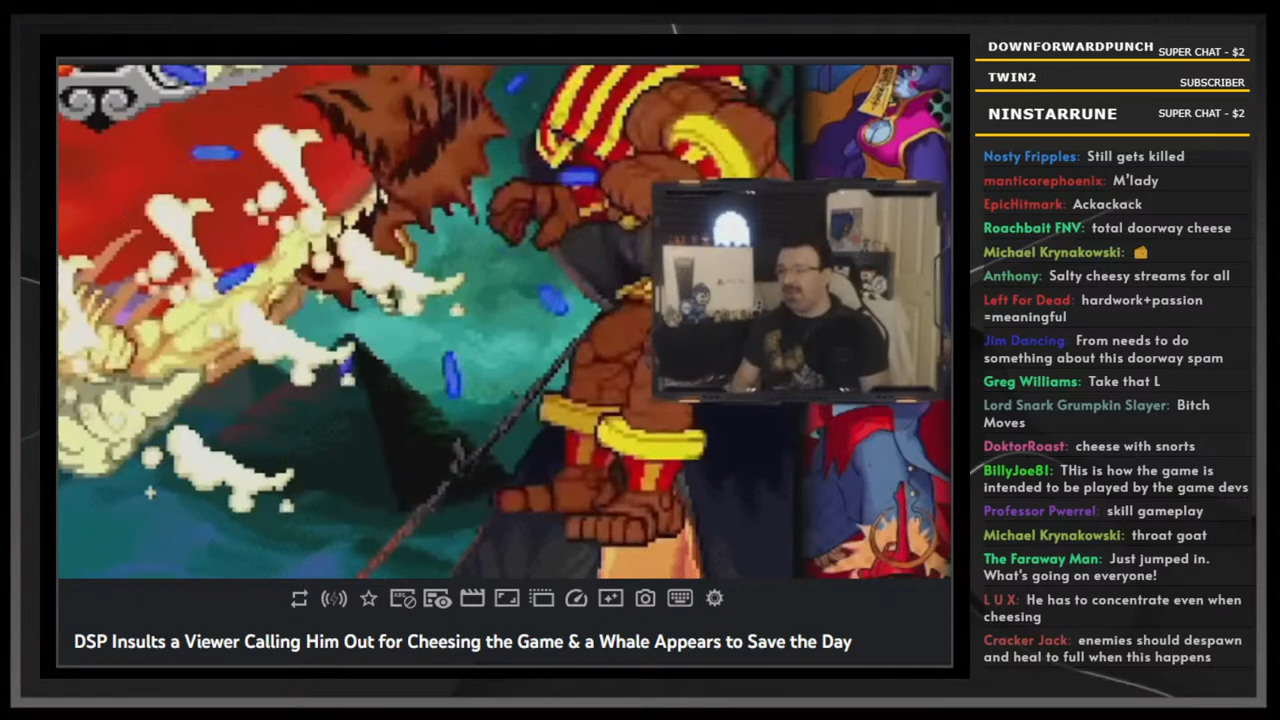 DOWNFORWARDPUNCH SUPER CHAT - $2
TWIN2 SUBSCRIBER
NINSTARRUNE SUPER CHAT - $2
Nosty Fripples: Still gets killed
manticorephoenix: M'lady
EpicHitmark: Ackackack
Roachbait FNV: total doorway cheese
Michael Krynakowski: 🧀
Anthony: Salty cheesy streams for all
Left For Dead: hardwork+passion
=meaningful
Jim Dancing: From needs to do
something about this doorway spam
Greg Williams: Take that L
Lord Snark Grumpkin Slayer: Bitch
Moves
DoktorRoast: cheese with snorts
BillyJoe81: THis is how the game is
intended to be played by the game devs
Professor Pwerrel: skill gameplay
Michael Krynakowski: throat goat
The Faraway Man: Just jumped in.
What's going on everyone!
L U X: He has to concentrate even when
cheesing
Cracker Jack: enemies should despawn
and heal to full when this happens
DSP Insults a Viewer Calling Him Out for Cheesing the Game & a Whale Appears to Save the Day